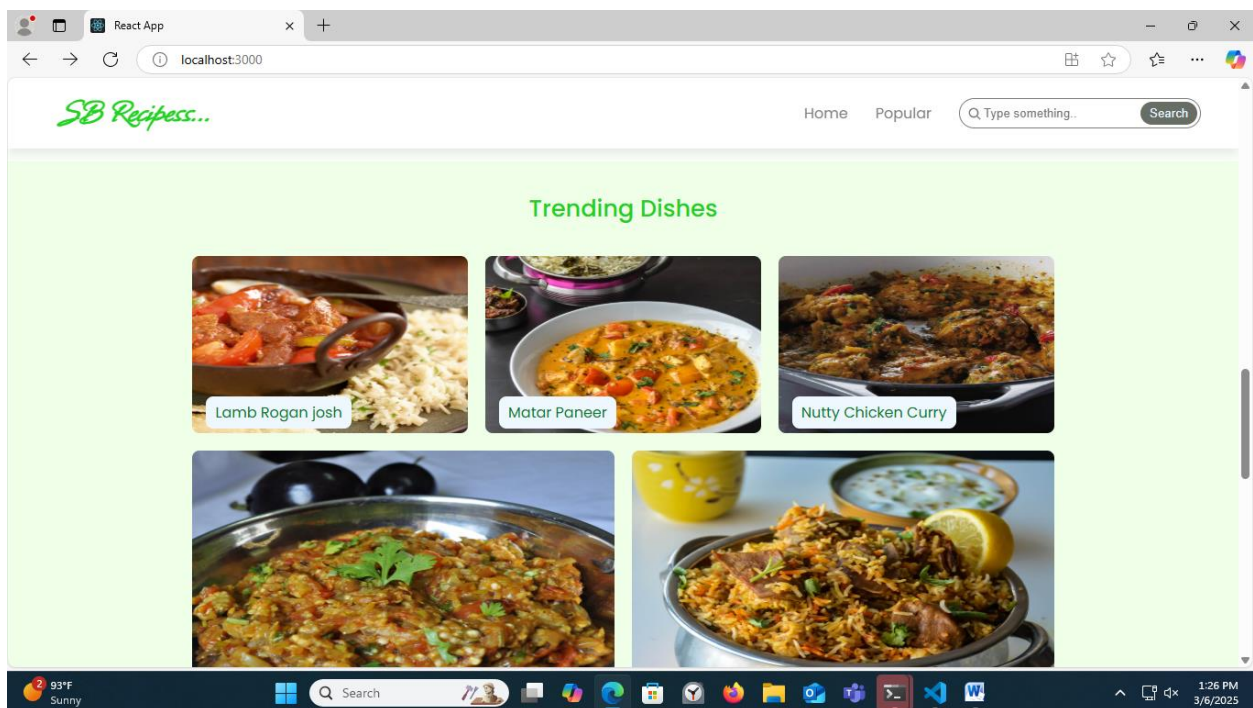 React App
localhost:3000
SB Recipess...
Home Popular Type something.. Search
Trending Dishes
Lamb Rogan josh Matar Paneer Nutty Chicken Curry
2 93°F
Sunny
Search
1:26 PM
3/6/2025